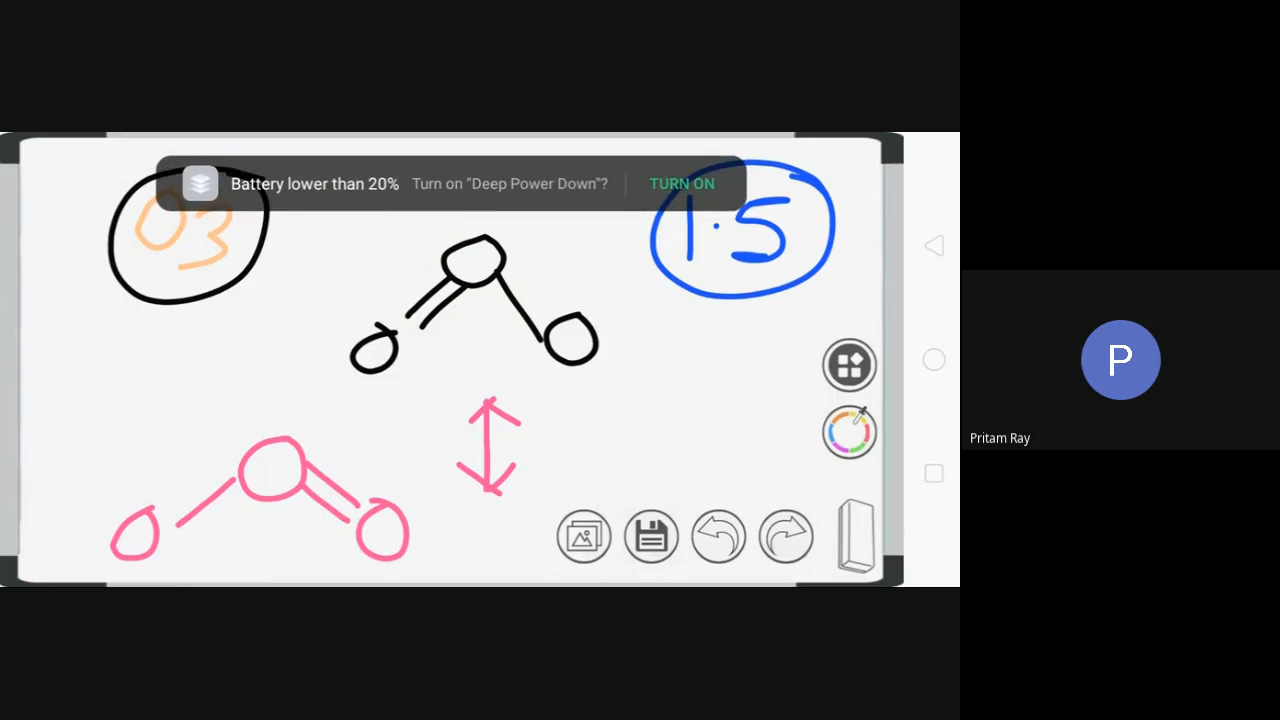 Battery lower than 20% Turn on "Deep Power Down"? TURN ON
O3
1.5
O
O O
O
O O
P
Pritam Ray